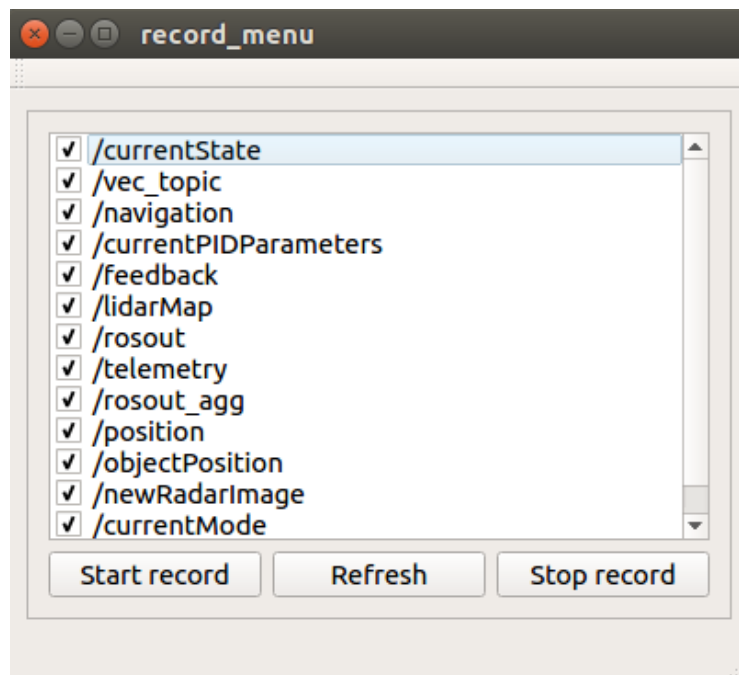 record_menu
/currentState
/vec_topic
/navigation
/currentPIDParameters
/feedback
/lidarMap
/rosout
/telemetry
/rosout_agg
/position
/objectPosition
/newRadarImage
/currentMode
Start record Refresh Stop record